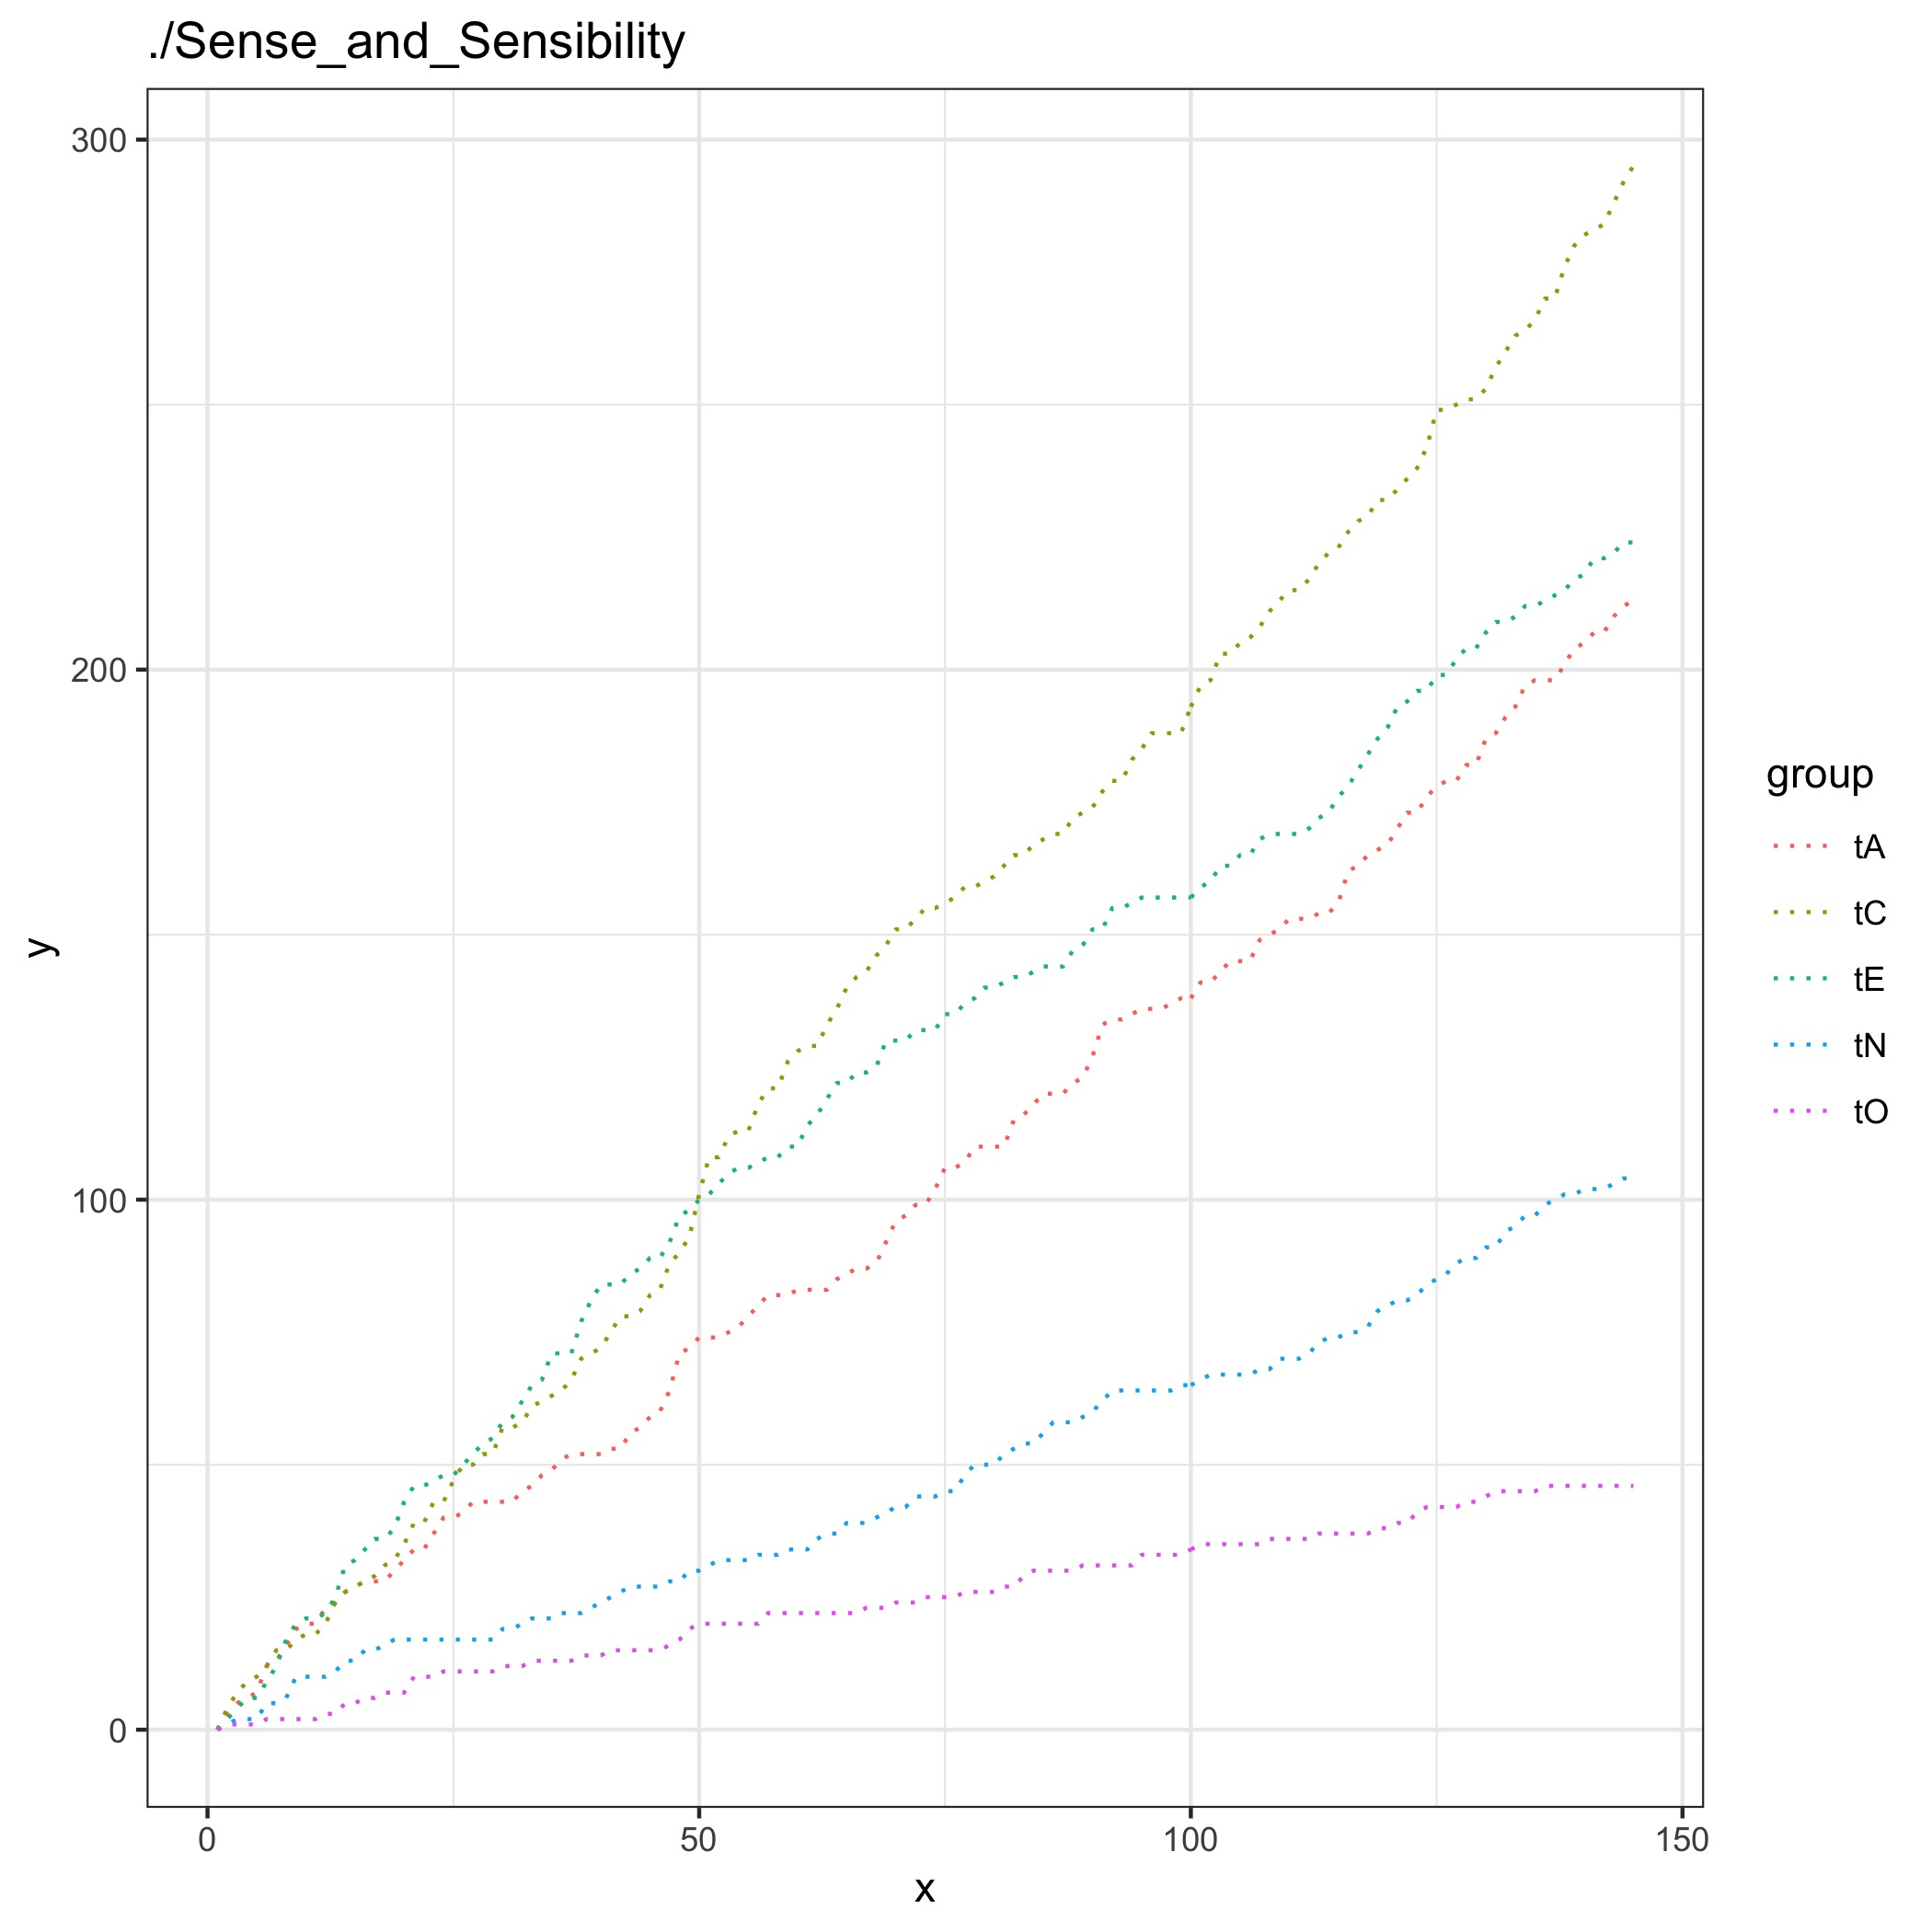 ./Sense_and_Sensibility
300
200
100
0
y
0 50 100 150
x
group
tA
tC
tE
tN
tO